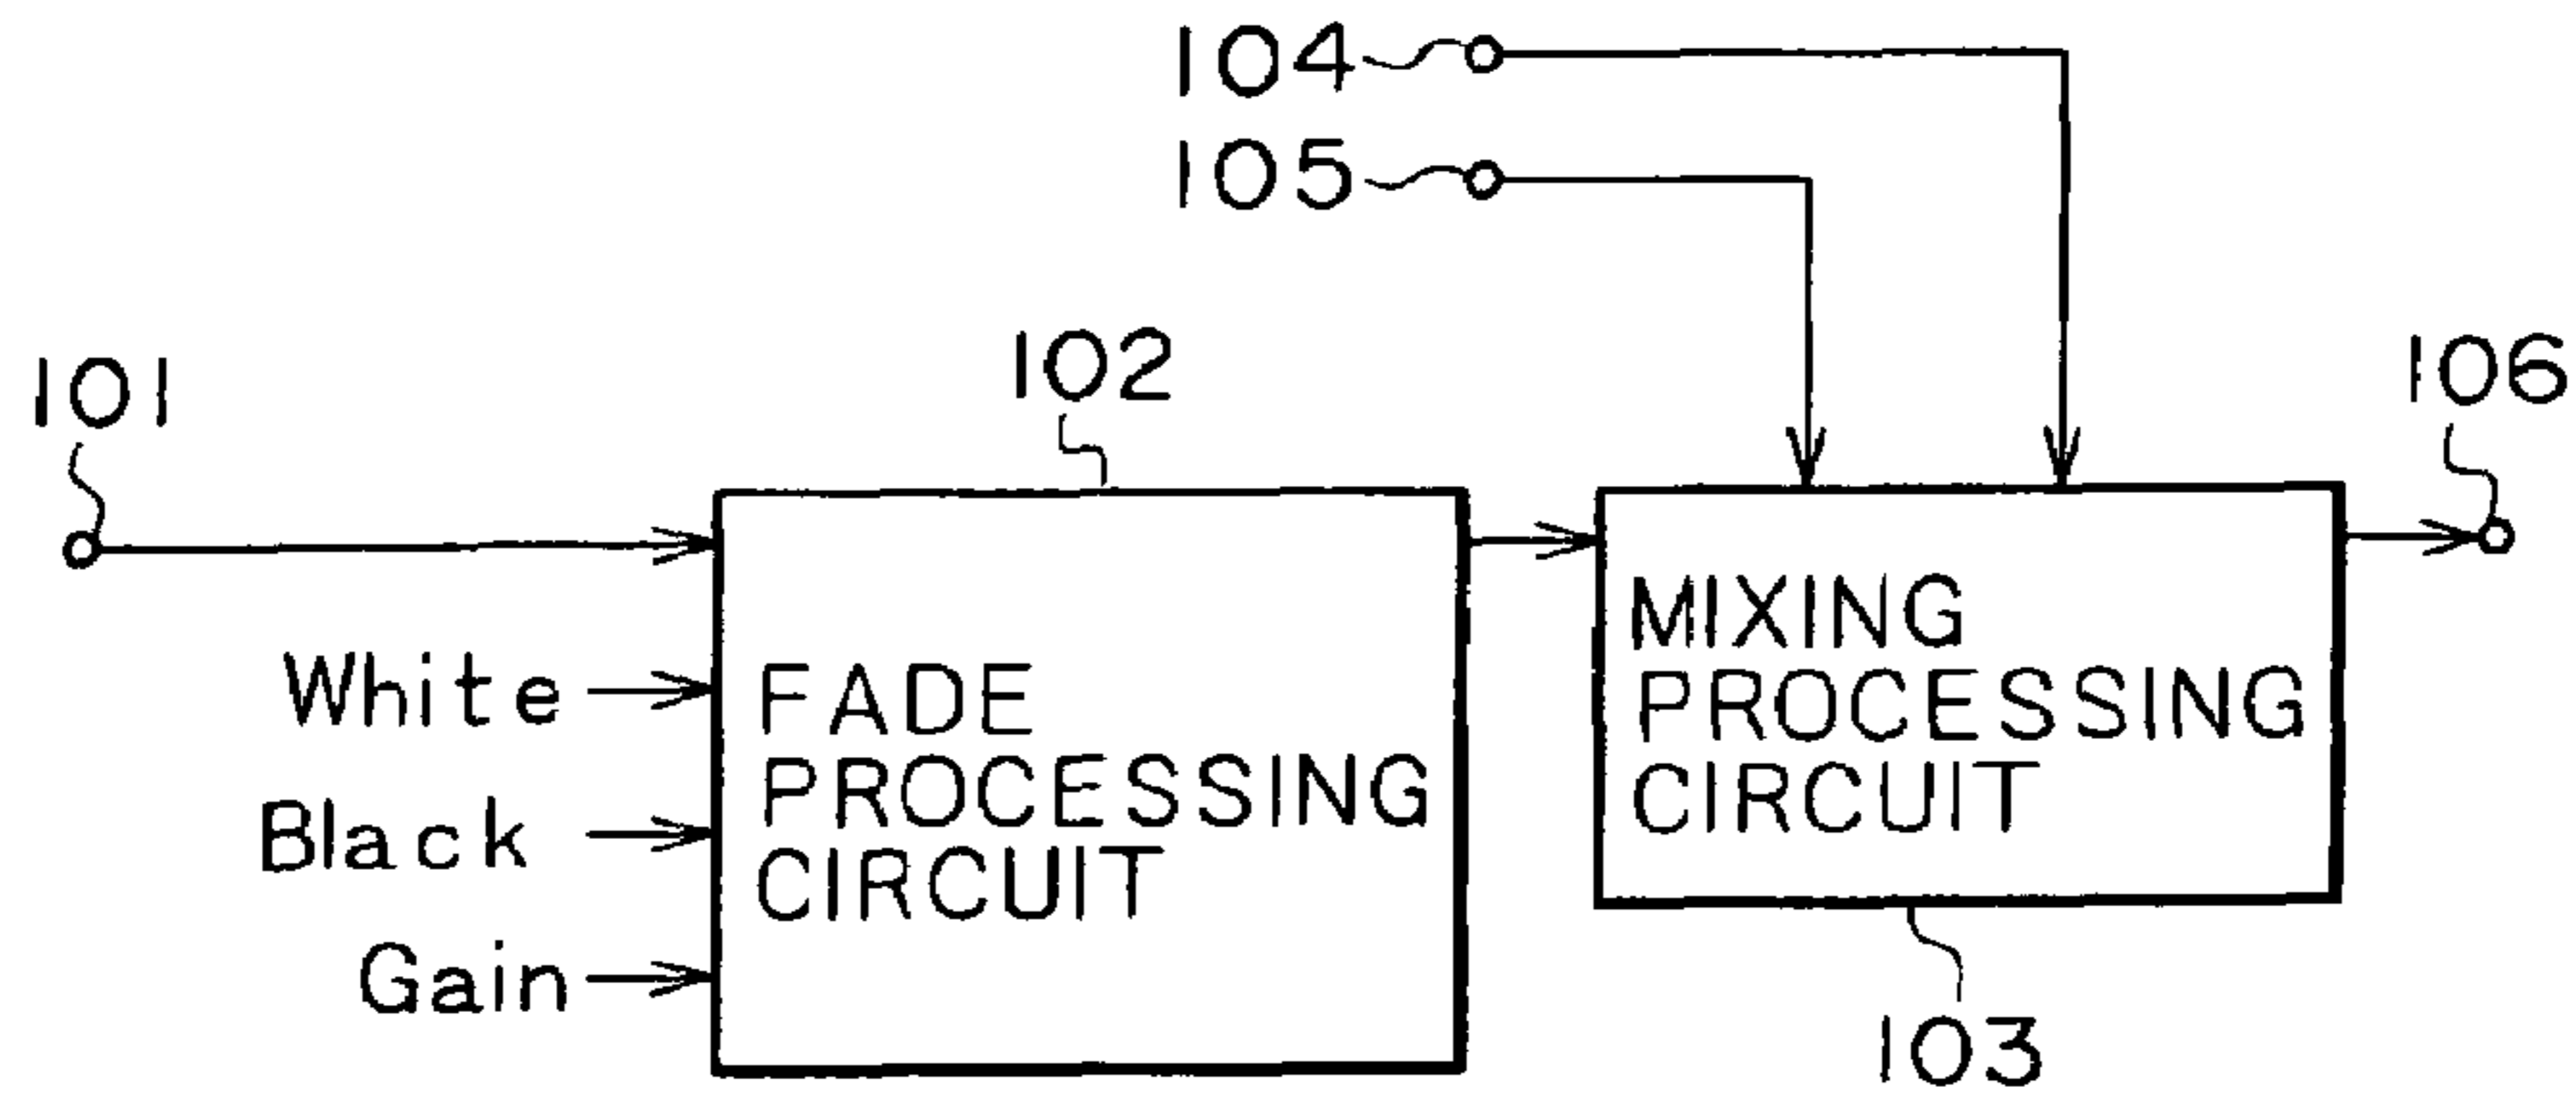 104
105
102
101
106
White
Black
Gain
FADE
PROCESSING
CIRCUIT
MIXING
PROCESSING
CIRCUIT
103